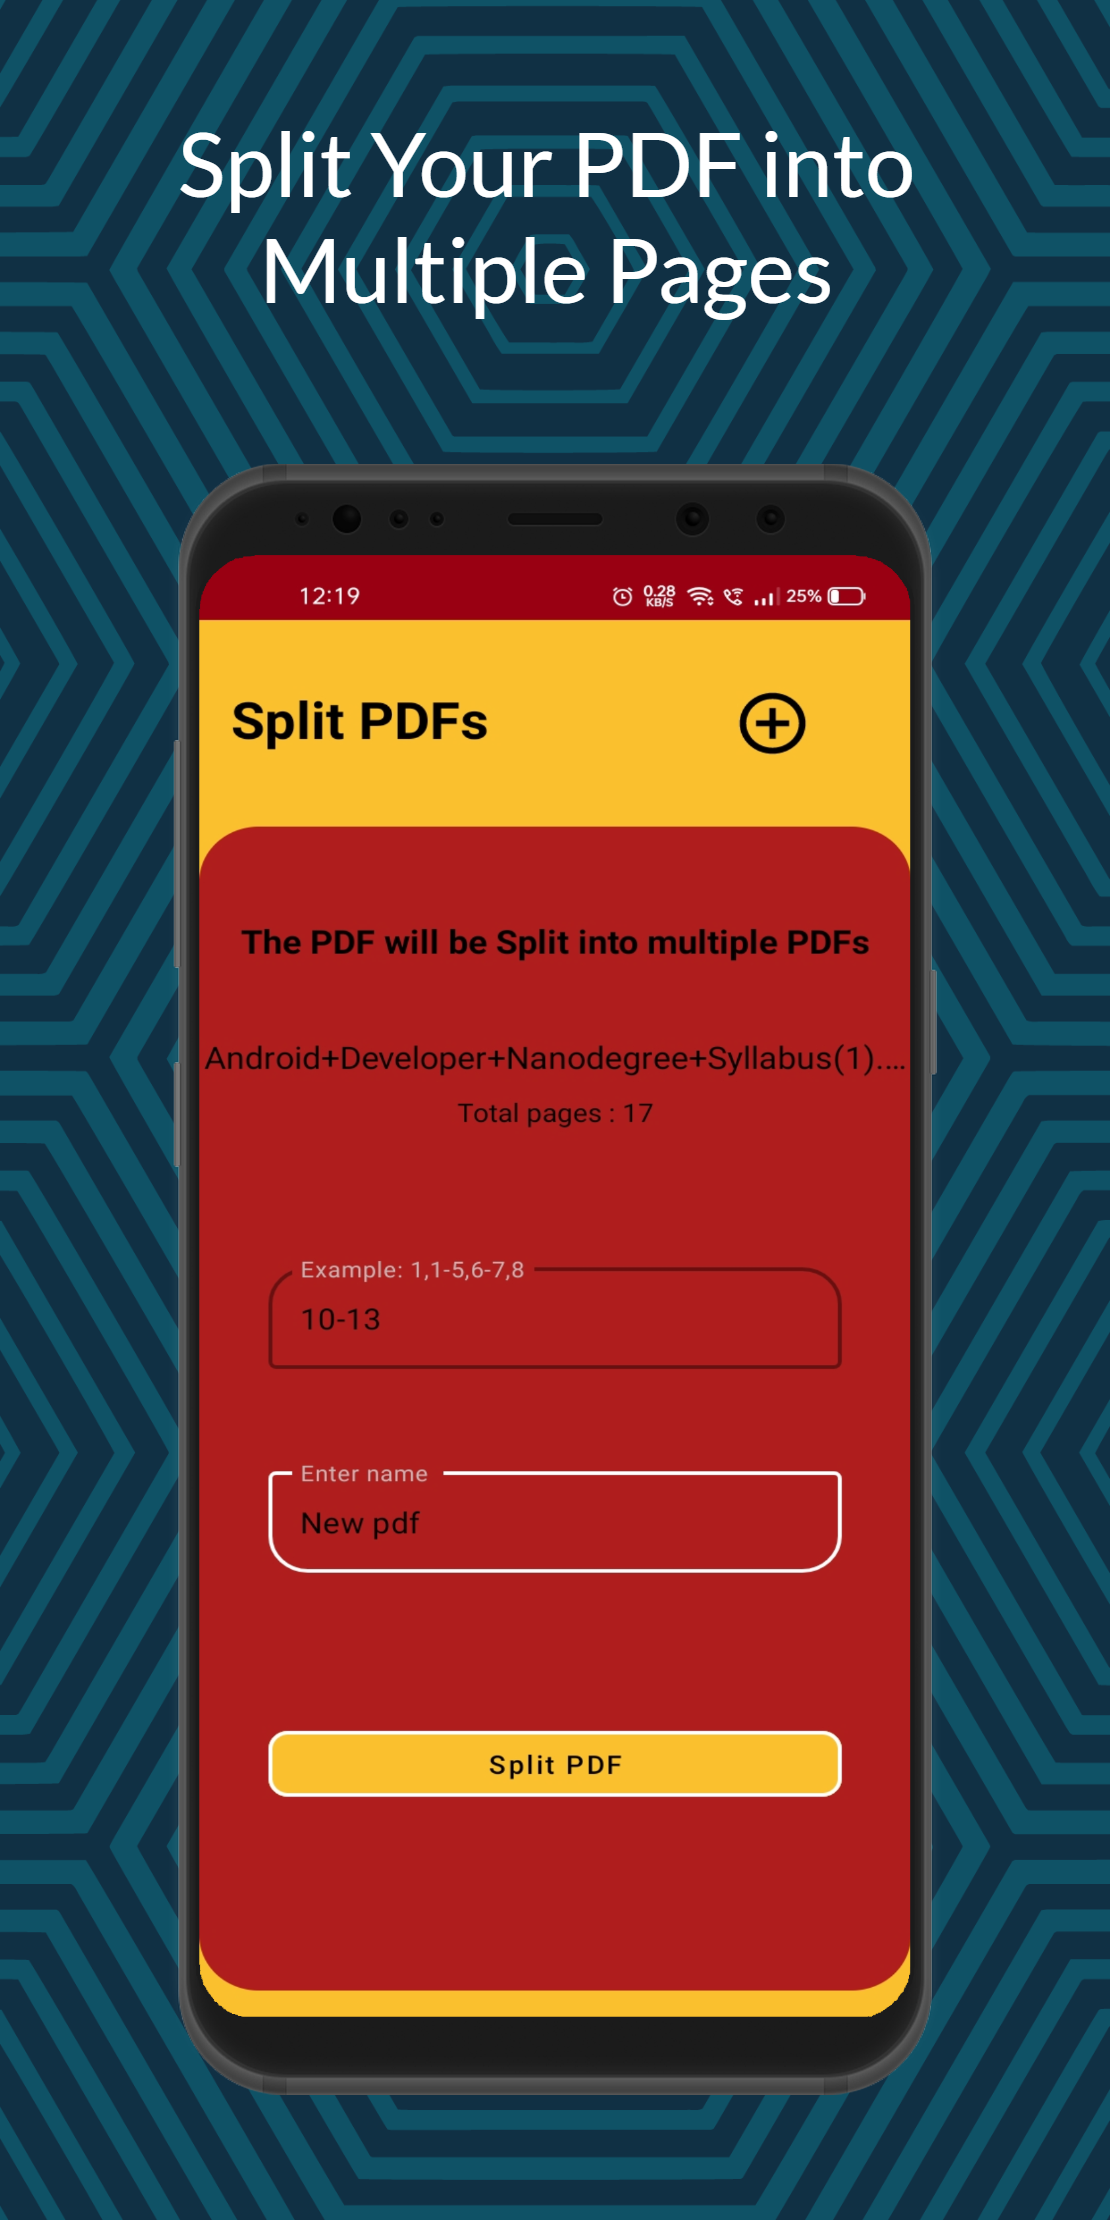 Split Your PDF into
Multiple Pages
12:19
0.28
KB/S
25%
Split PDFs
The PDF will be Split into multiple PDFs
Android+Developer+Nanodegree+Syllabus(1)....
Total pages : 17
Example: 1,1-5,6-7,8
10-13
Enter name
New pdf
Split PDF